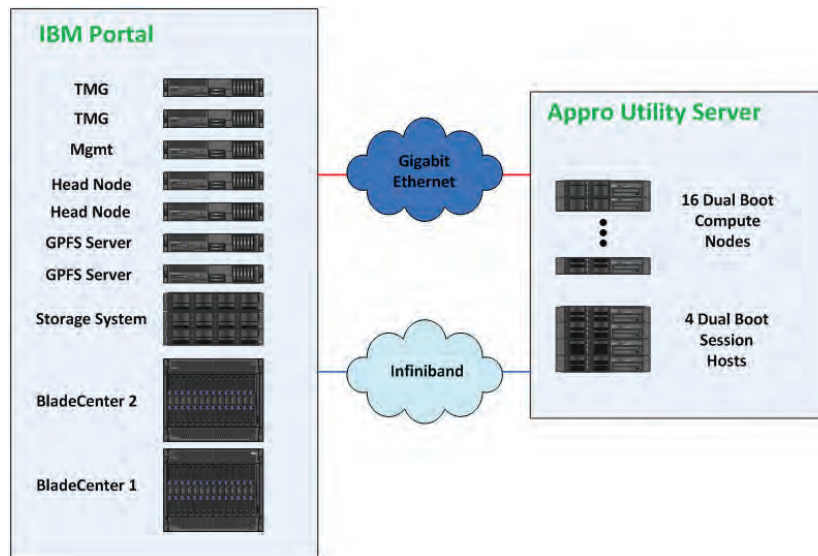 IBM Portal
TMG
TMG
Mgmt
Head Node
Head Node
GPFS Server
GPFS Server
Storage System
BladeCenter 2
BladeCenter 1
Gigabit
Ethernet
Infiniband
Appro Utility Server
16 Dual Boot
Compute
Nodes
4 Dual Boot
Session
Hosts